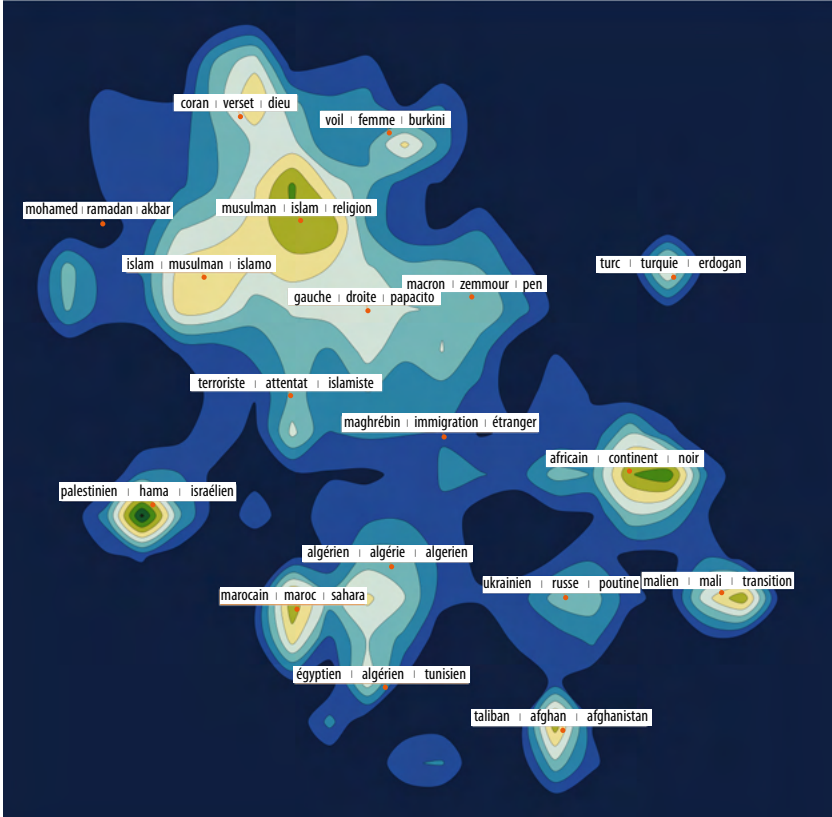 coran | verset | dieu
voil | femme | burkini
mohamed | ramadan | akbar
musulman | islam | religion
islam | musulman | islamo
turc | turquie | erdogan
macron | zemmour | pen
gauche | droite | papacito
terroriste | attentat | islamiste
maghrébin | immigration | étranger
africain | continent | noir
palestinien | hama | israélien
algérien | algérie | algerien
ukrainien | russe | poutine
malien | mali | transition
marocain | maroc | sahara
égyptien | algérien | tunisien
taliban | afghan | afghanistan